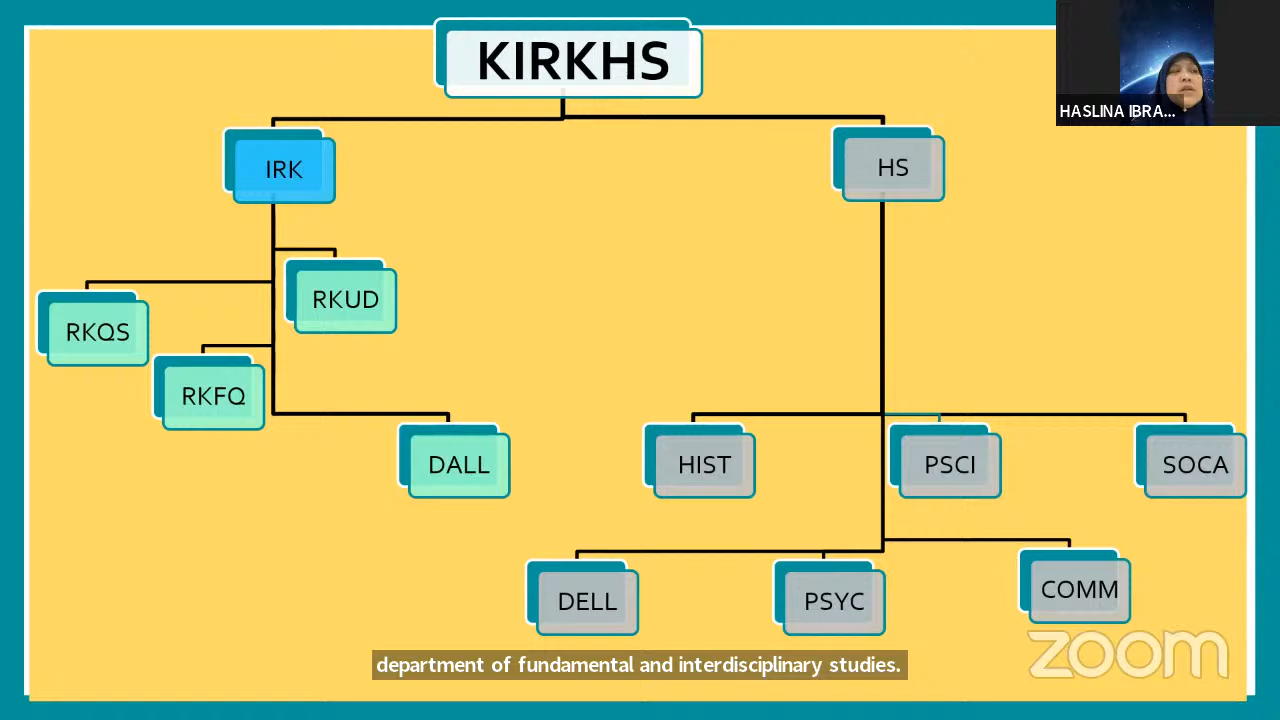 KIRKHS
HASLINA IBRA...
IRK
HS
RKUD
RKQS
RKFQ
DALL
HIST
PSCI
SOCA
DELL
PSYC
COMM
department of fundamental and interdisciplinary studies.
zoom